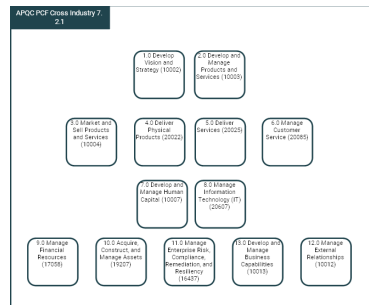 APQC PCF Cross Industry 7.
2.1
1.0 Develop
Vision and
Strategy (10002)
2.0 Develop and
Manage
Products and
Services (10003)
3.0 Market and
Sell Products
and Services
(10004)
4.0 Deliver
Physical
Products (20022)
5.0 Deliver
Services (20025)
6.0 Manage
Customer
Service (20085)
7.0 Develop and
Manage Human
Capital (10007)
8.0 Manage
Information
Technology (IT)
(20607)
9.0 Manage
Financial
Resources
(17058)
10.0 Acquire,
Construct, and
Manage Assets
(19207)
11.0 Manage
Enterprise Risk,
Compliance,
Remediation, and
Resiliency
(16437)
13.0 Develop and
Manage
Business
Capabilities
(10013)
12.0 Manage
External
Relationships
(10012)